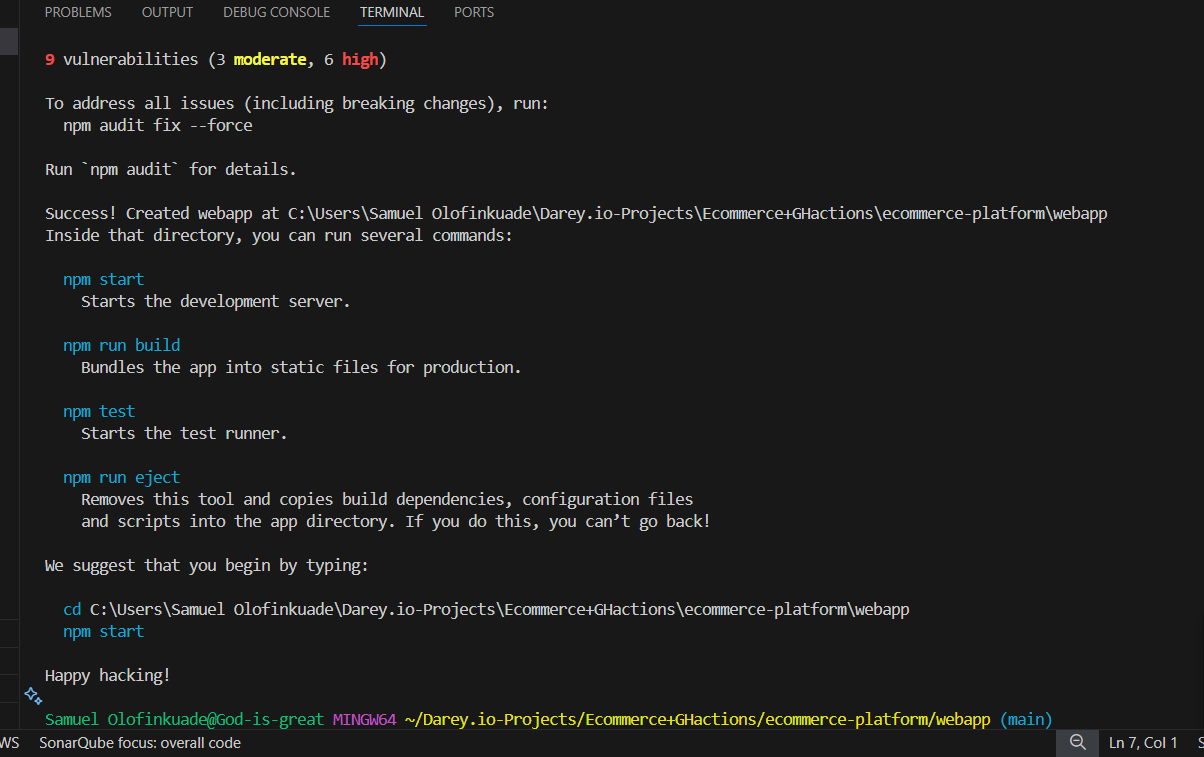 PROBLEMS OUTPUT DEBUG CONSOLE TERMINAL PORTS
9 vulnerabilities (3 moderate, 6 high)
To address all issues (including breaking changes), run:
npm audit fix --force
Run `npm audit` for details.
Success! Created webapp at C:\Users\Samuel Olofinkuade\Darey.io-Projects\Ecommerce+GHactions\ecommerce-platform\webapp
Inside that directory, you can run several commands:
npm start
Starts the development server.
npm run build
Bundles the app into static files for production.
npm test
Starts the test runner.
npm run eject
Removes this tool and copies build dependencies, configuration files
and scripts into the app directory. If you do this, you can’t go back!
We suggest that you begin by typing:
cd C:\Users\Samuel Olofinkuade\Darey.io-Projects\Ecommerce+GHactions\ecommerce-platform\webapp
npm start
Happy hacking!
Samuel Olofinkuade@God-is-great MINGW64 ~/Darey.io-Projects/Ecommerce+GHactions/ecommerce-platform/webapp (main)
WS SonarQube focus: overall code Ln 7, Col 1 S